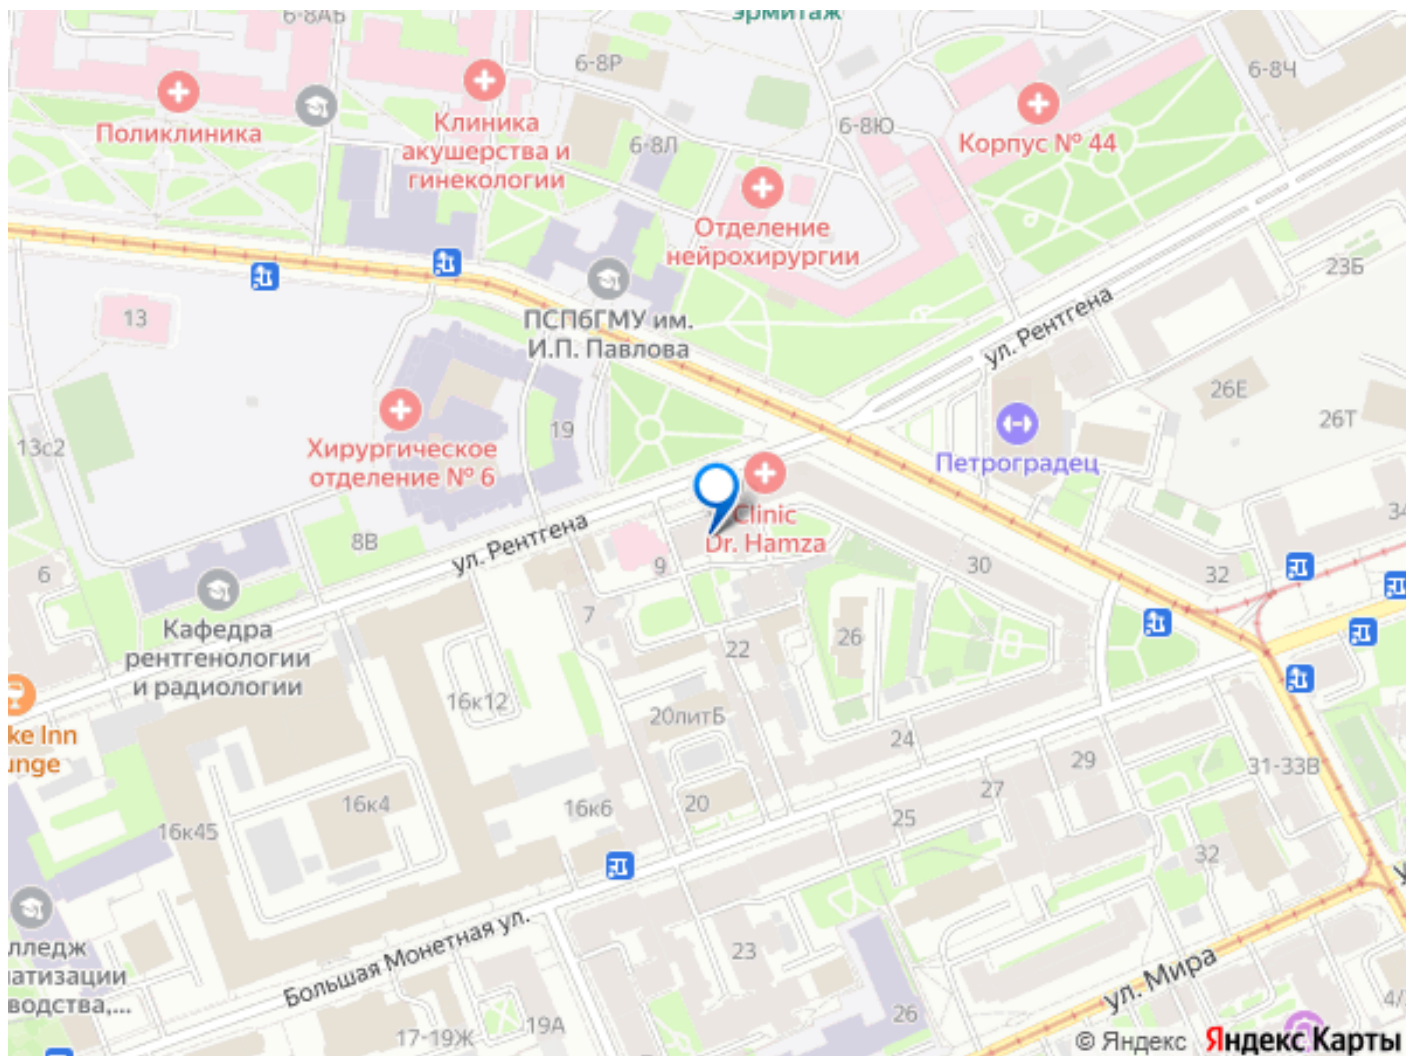 6-8АБ
эрмитаж
6-8Р
6-8Ч
Поликлиника
Клиника
акушерства и
гинекологии
6-8Л
6-8Ю
Корпус № 44
Отделение
нейрохирургии
23Б
13
ПСПбГМУ им.
И.П. Павлова
ул. Рентгена
26Е
26Т
13с2
19
Хирургическое
отделение № 6
Петроградец
Clinic
Dr. Hamza
34
8В
ул. Рентгена
9
30
32
6
7
Кафедра
рентгенологии
и радиологии
22
26
16к12
20литБ
ke Inn
unge
24
29
31-33В
16к4
16к6
20
27
25
16к45
32
лледж
атизации
водства,...
Большая Монетная ул.
23
ул. Мира
17-19Ж
19А
26
4/
© Яндекс Яндекс Карты